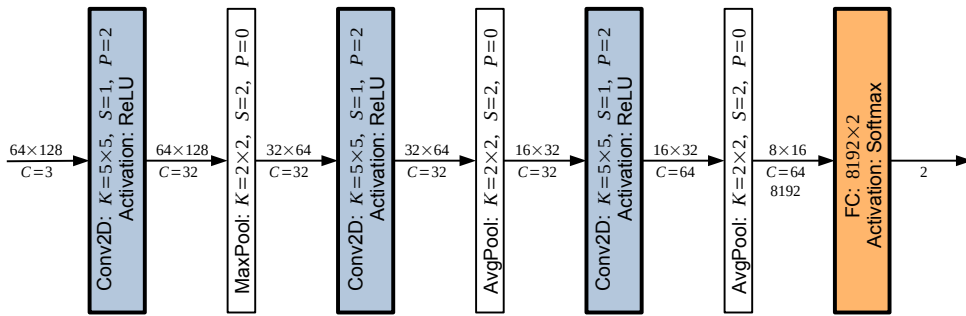 64×128
C=3
Conv2D: K=5×5, S=1, P=2
Activation: ReLU
64×128
C=32
MaxPool: K=2×2, S=2, P=0
32×64
C=32
Conv2D: K=5×5, S=1, P=2
Activation: ReLU
32×64
C=32
AvgPool: K=2×2, S=2, P=0
16×32
C=32
Conv2D: K=5×5, S=1, P=2
Activation: ReLU
16×32
C=64
AvgPool: K=2×2, S=2, P=0
8×16
C=64
8192
FC: 8192×2
Activation: Softmax
2